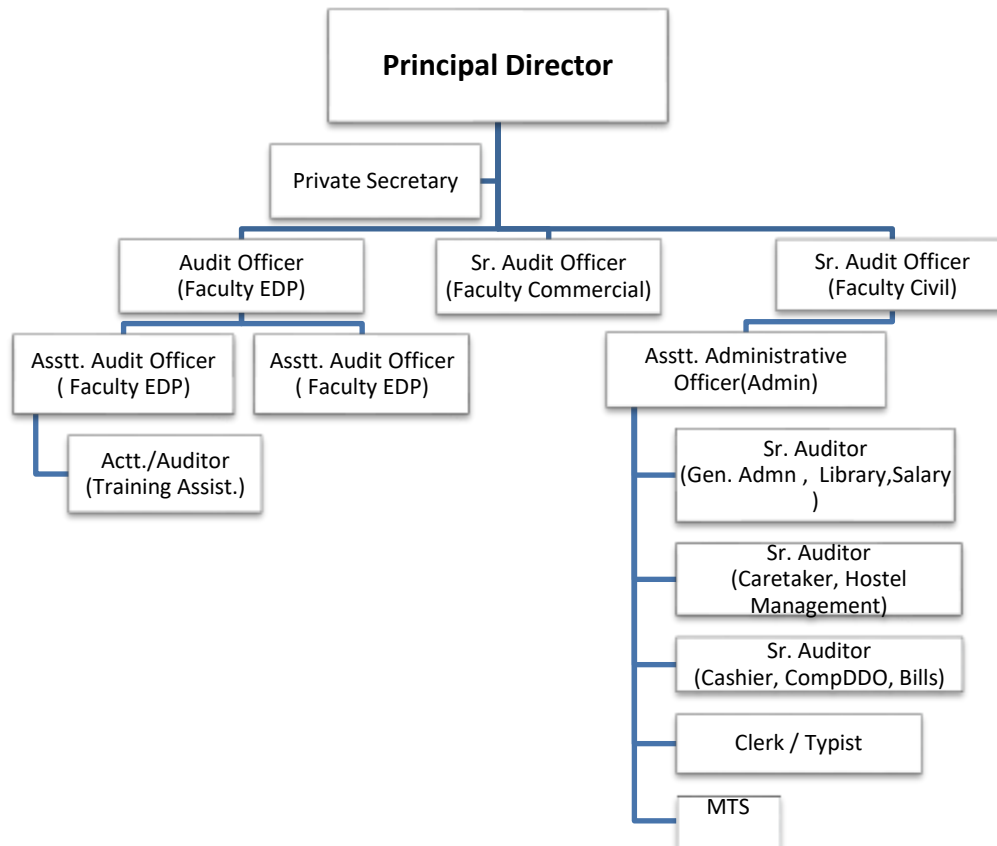 Principal Director
Private Secretary
Audit Officer
(Faculty EDP)
Sr. Audit Officer
(Faculty Commercial)
Sr. Audit Officer
(Faculty Civil)
Asstt. Audit Officer
( Faculty EDP)
Asstt. Audit Officer
( Faculty EDP)
Asstt. Administrative
Officer(Admin)
Actt./Auditor
(Training Assist.)
Sr. Auditor
(Gen. Admn , Library,Salary
)
Sr. Auditor
(Caretaker, Hostel
Management)
Sr. Auditor
(Cashier, CompDDO, Bills)
Clerk / Typist
MTS